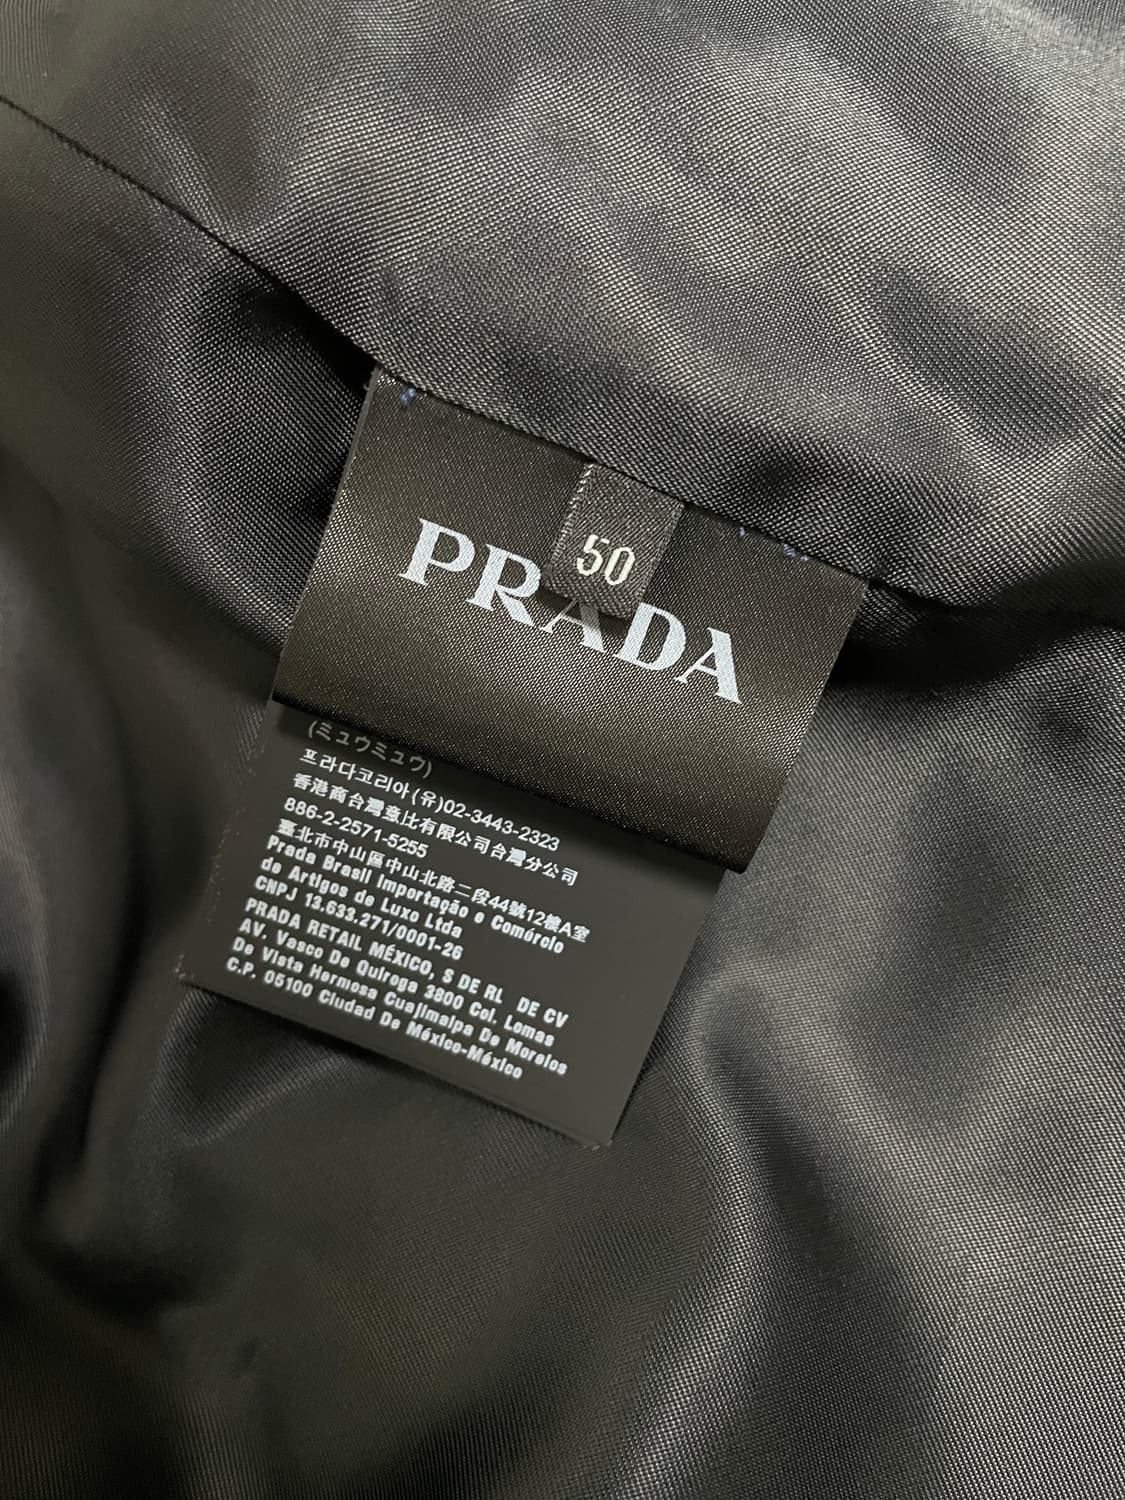 50
PRADA
(ミュウミュウ)
프라다코리아(유)02-3443-2323
香港商台灣意比有限公司台灣分公司
886-2-2571-5255
臺北市中山區中山北路二段44號12樓A室
Prada Brasil Importação e Comércio
de Artigos de Luxo Ltda
CNPJ 13.633.271/0001-26
PRADA RETAIL MÉXICO, S DE RL DE CV
AV. Vasco De Quiroga 3800 Col. Lomas
De Vista Hermosa Cuajimalpa De Morelos
C.P. 05100 Ciudad De México-México